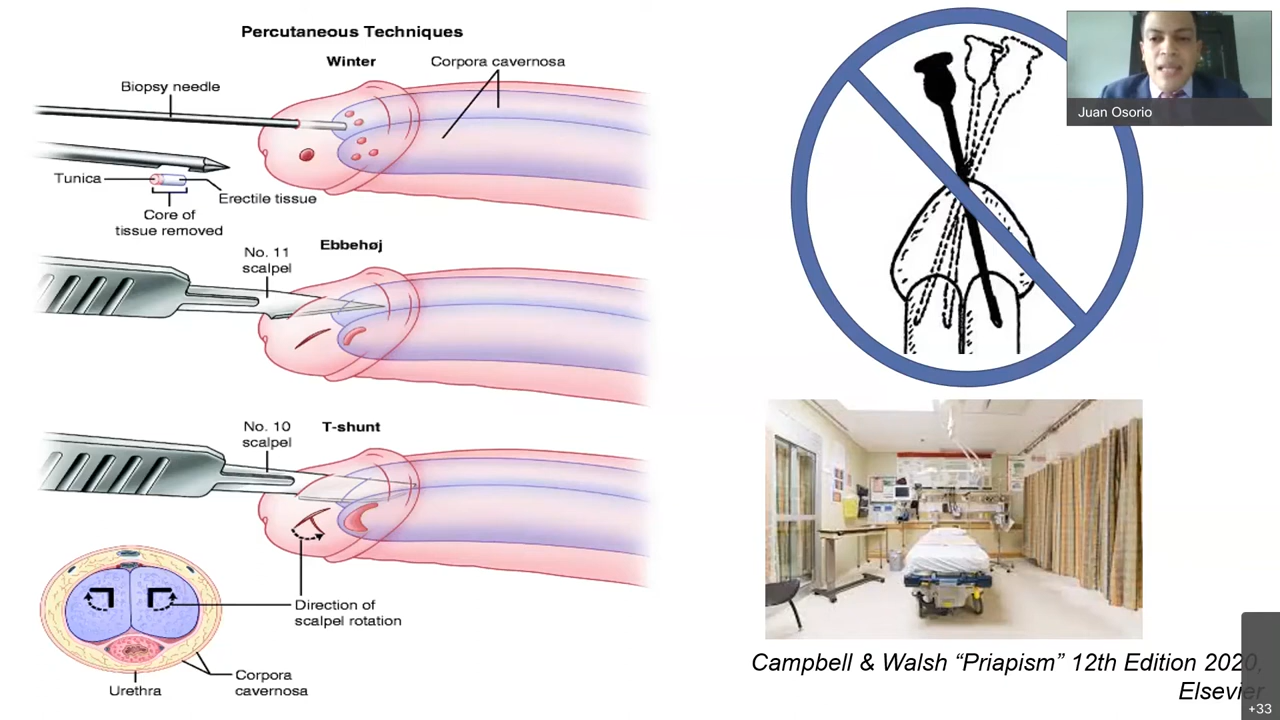 Percutaneous Techniques
Winter
Corpora cavernosa
Biopsy needle
Tunica
Erectile tissue
Core of
tissue removed
Ebbehøj
No. 11
scalpel
No. 10
scalpel
T-shunt
Direction of
scalpel rotation
Corpora
cavernosa
Urethra
Juan Osorio
Campbell & Walsh “Priapism” 12th Edition 2020,
Elsevier
+33